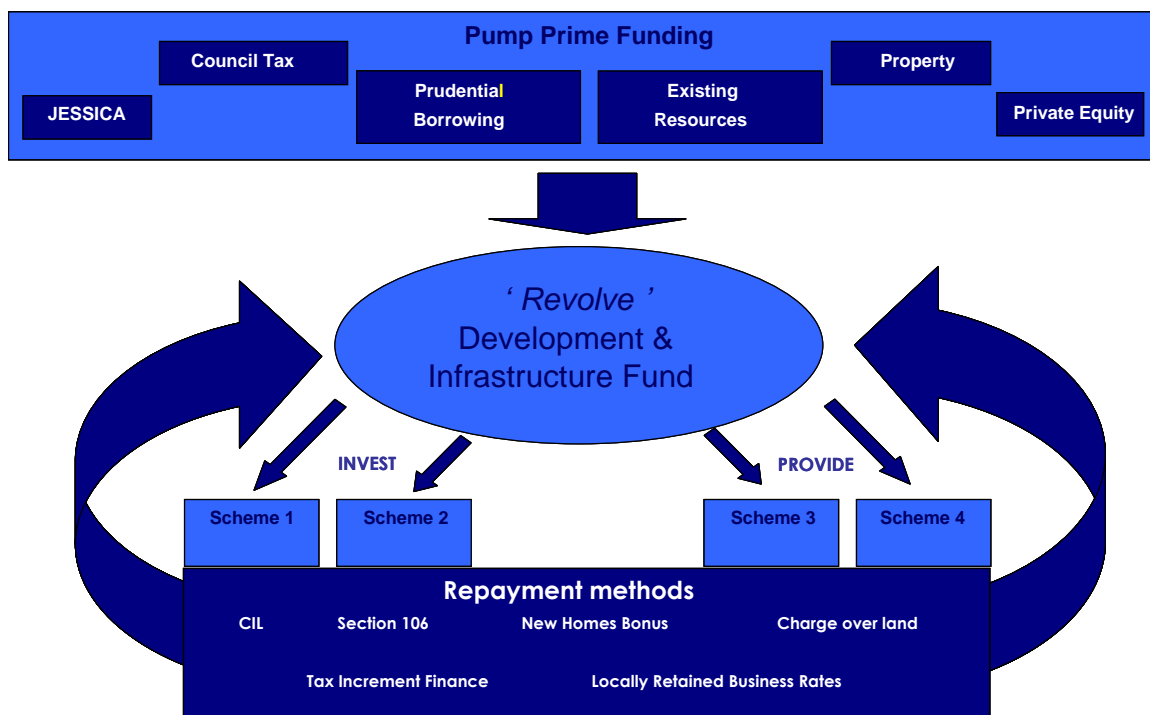 Pump Prime Funding
Council Tax
Property
Prudential
Borrowing
Existing
Resources
JESSICA
Private Equity
‘ Revolve ’
Development &
Infrastructure Fund
INVEST
PROVIDE
Scheme 1
Scheme 2
Scheme 3
Scheme 4
Repayment methods
CIL
Section 106
New Homes Bonus
Charge over land
Tax Increment Finance
Locally Retained Business Rates